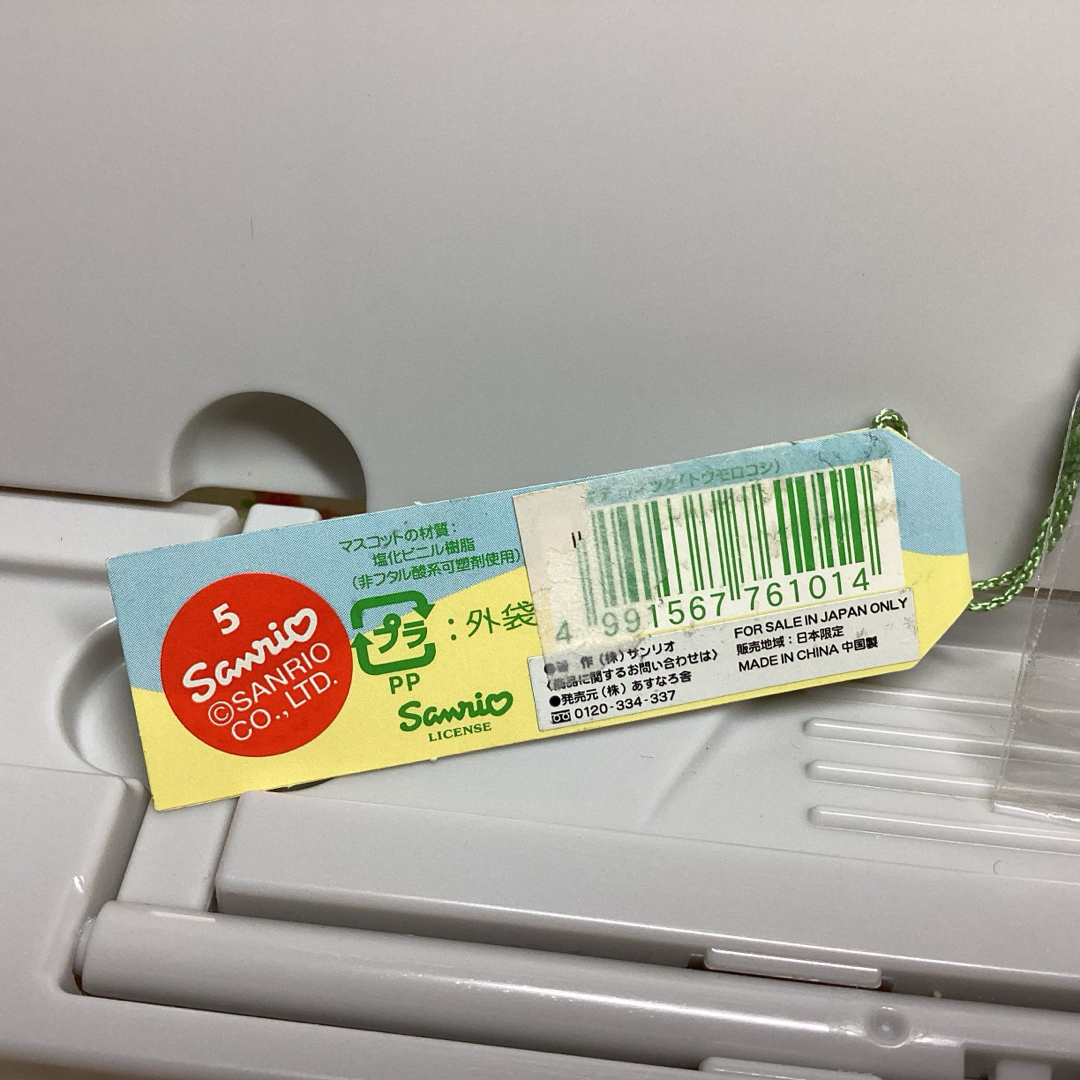 5
Sanrio
©SANRIO
CO., LTD.
マスコットの材質:
塩化ビニル樹脂
(非フタル酸系可塑剤使用)
プラ
:外袋
PP
Sanrio
LICENSE
(トウモロコシ)
4 991567 761014
作(株)サンリオ
に関するお問い合わせは〉
●発売元(株)あすなろ舎
0120-334-337
FOR SALE IN JAPAN ONLY
販売地域:日本限定
MADE IN CHINA 中国製